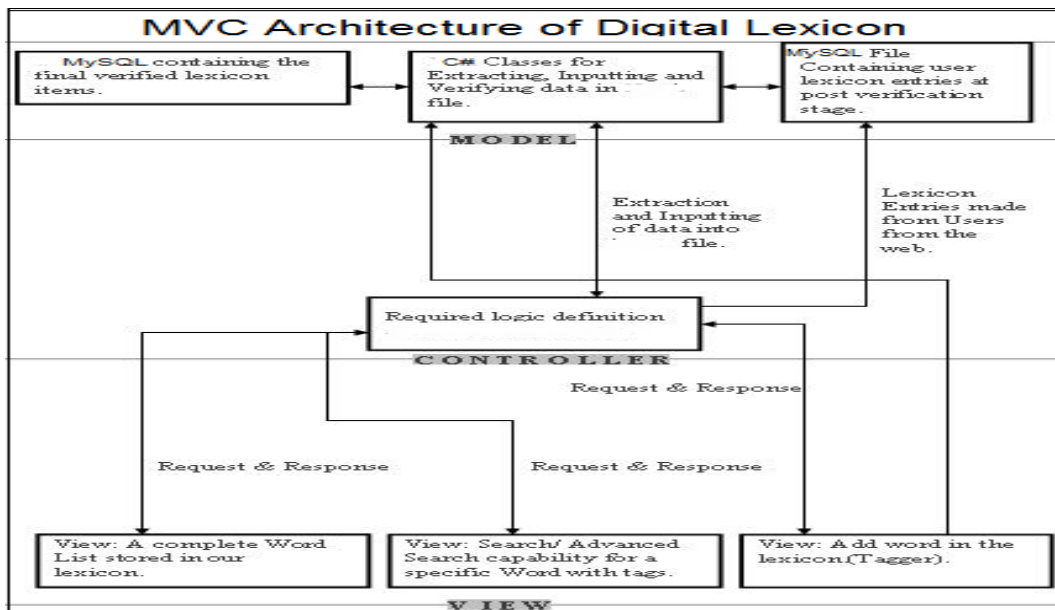 MVC Architecture of Digital Lexicon
MySQL containing the
final verified lexicon
items.
C# Classes for
Extracting, Inputting and
Verifying data in
file.
MySQL File
Containing user
lexicon entries at
post verification
stage.
MODEL
Extraction
and Inputting
of data into
file.
Lexicon
Entries made
from Users
from the
web.
Required logic definition
CONTROLLER
Request & Response
Request & Response
Request & Response
View: A complete Word
List stored in our
lexicon.
View: Search/ Advanced
Search capability for a
specific Word with tags.
View: Add word in the
lexicon(Tagger).
VIEW